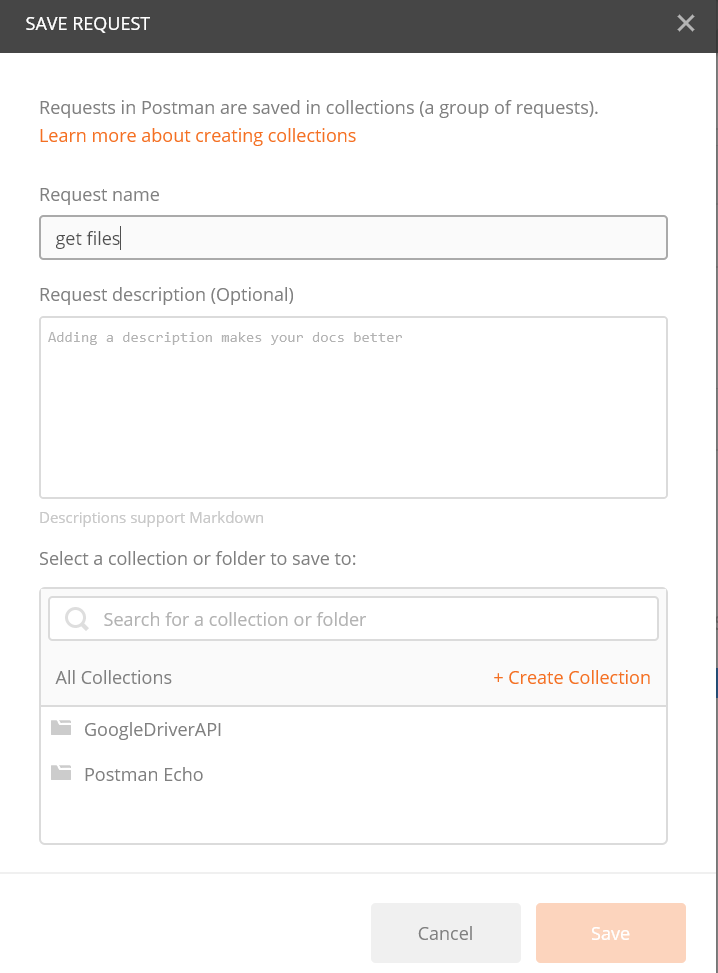 SAVE REQUEST
Requests in Postman are saved in collections (a group of requests).
Learn more about creating collections
Request name
get files
Request description (Optional)
Adding a description makes your docs better
Descriptions support Markdown
Select a collection or folder to save to:
Search for a collection or folder
All Collections + Create Collection
GoogleDriverAPI
Postman Echo
Cancel Save